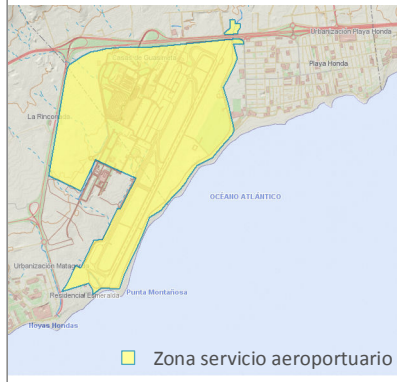 Urbanización Playa Honda
Playa Honda
La Rinconada
OCÉANO ATLÁNTICO
Urbanización Matagorda
Punta Montañosa
Residencial Esmeralda
Hoyas Hondas
Zona servicio aeroportuario